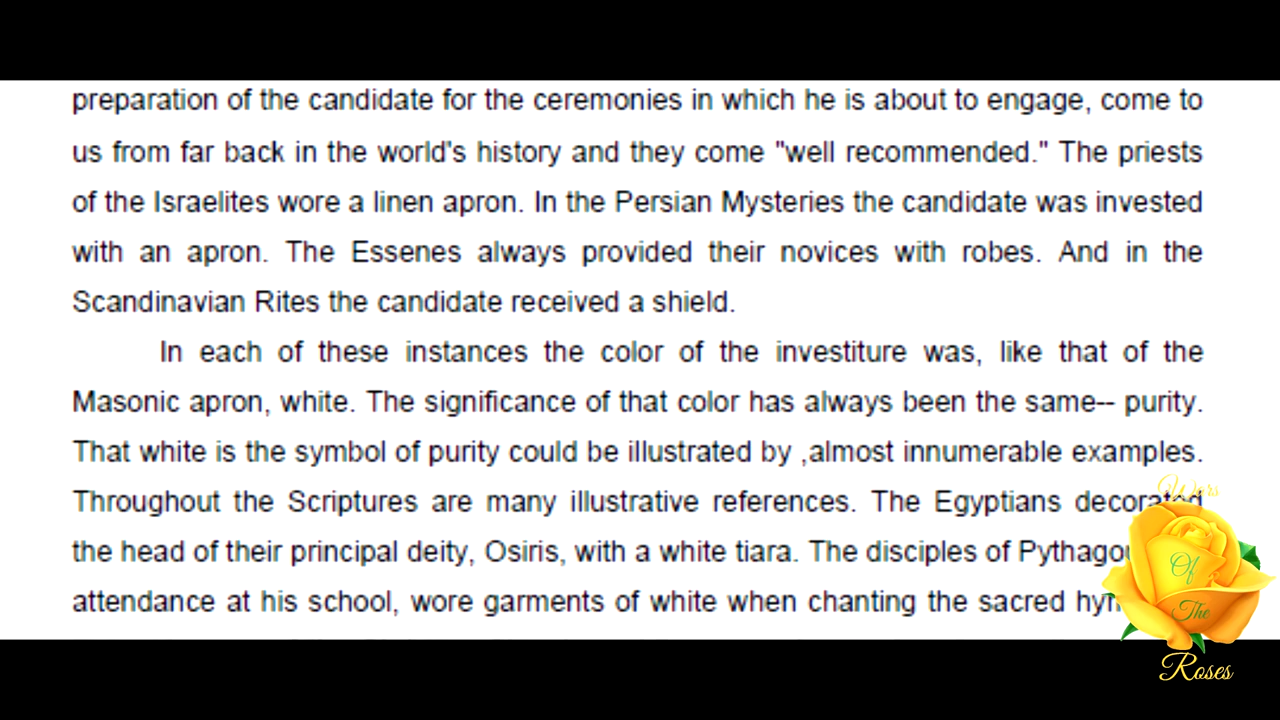 preparation of the candidate for the ceremonies in which he is about to engage, come to
us from far back in the world's history and they come "well recommended." The priests
of the Israelites wore a linen apron. In the Persian Mysteries the candidate was invested
with an apron. The Essenes always provided their novices with robes. And in the
Scandinavian Rites the candidate received a shield.
In each of these instances the color of the investiture was, like that of the
Masonic apron, white. The significance of that color has always been the same-- purity.
That white is the symbol of purity could be illustrated by ,almost innumerable examples.
Throughout the Scriptures are many illustrative references. The Egyptians decorated
the head of their principal deity, Osiris, with a white tiara. The disciples of
attendance at his school, wore garments of white when chanting the sacred
Wars
Of
The
Roses